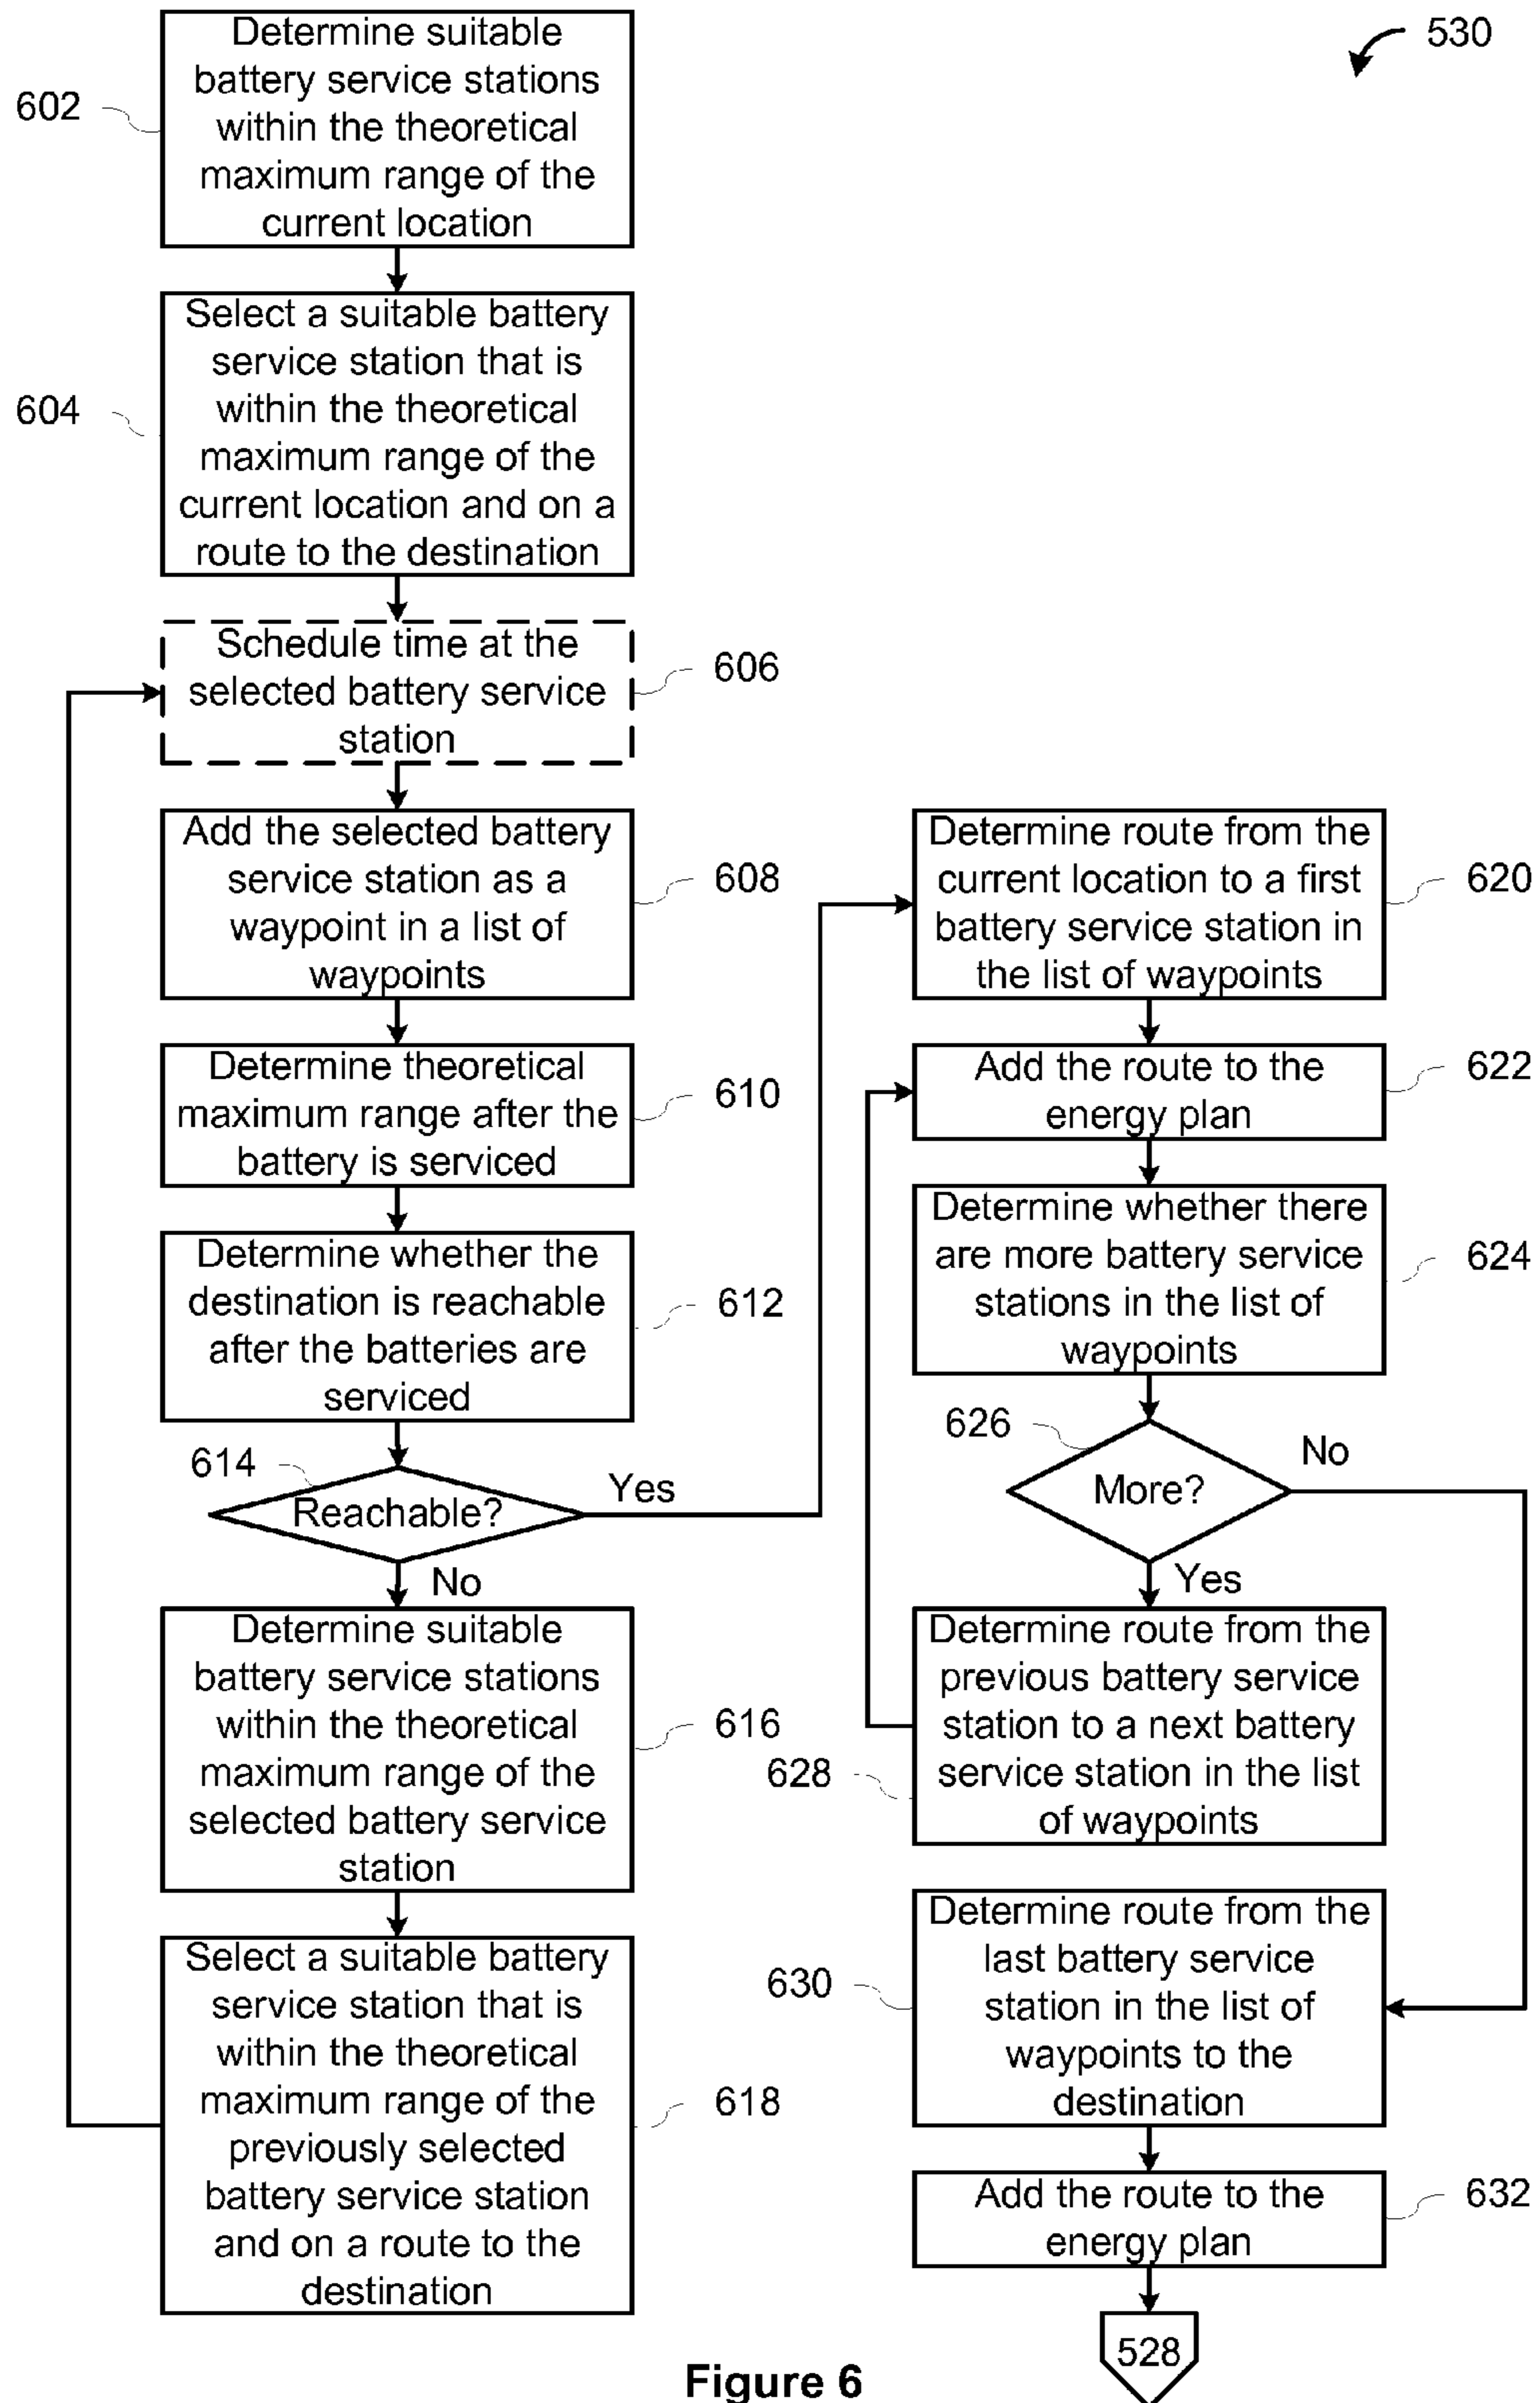 530
602
Determine suitable
battery service stations
within the theoretical
maximum range of the
current location
604
Select a suitable battery
service station that is
within the theoretical
maximum range of the
current location and on a
route to the destination
Schedule time at the
selected battery service
station
606
Add the selected battery
service station as a
waypoint in a list of
waypoints
608
Determine theoretical
maximum range after the
battery is serviced
610
Determine whether the
destination is reachable
after the batteries are
serviced
612
614
Reachable?
Yes
No
Determine suitable
battery service stations
within the theoretical
maximum range of the
selected battery service
station
616
Select a suitable battery
service station that is
within the theoretical
maximum range of the
previously selected
battery service station
and on a route to the
destination
618
Determine route from the
current location to a first
battery service station in
the list of waypoints
620
Add the route to the
energy plan
622
Determine whether there
are more battery service
stations in the list of
waypoints
624
626
More?
No
Yes
Determine route from the
previous battery service
station to a next battery
service station in the list
of waypoints
628
Determine route from the
last battery service
station in the list of
waypoints to the
destination
630
Add the route to the
energy plan
632
528
Figure 6